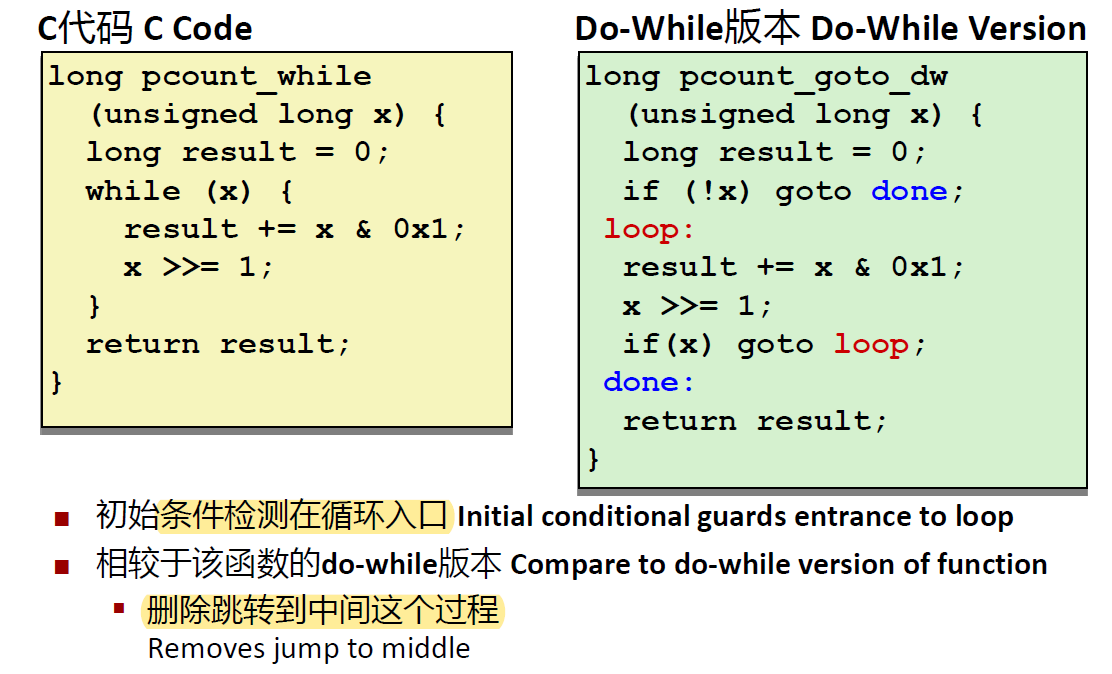 C代码 C Code
long pcount_while
(unsigned long x) {
long result = 0;
while (x) {
result += x & 0x1;
x >>= 1;
}
return result;
}
Do-While版本 Do-While Version
long pcount_goto_dw
(unsigned long x) {
long result = 0;
if (!x) goto done;
loop:
result += x & 0x1;
x >>= 1;
if(x) goto loop;
done:
return result;
}
初始条件检测在循环入口 Initial conditional guards entrance to loop
相较于该函数的do-while版本 Compare to do-while version of function
删除跳转到中间这个过程
Removes jump to middle